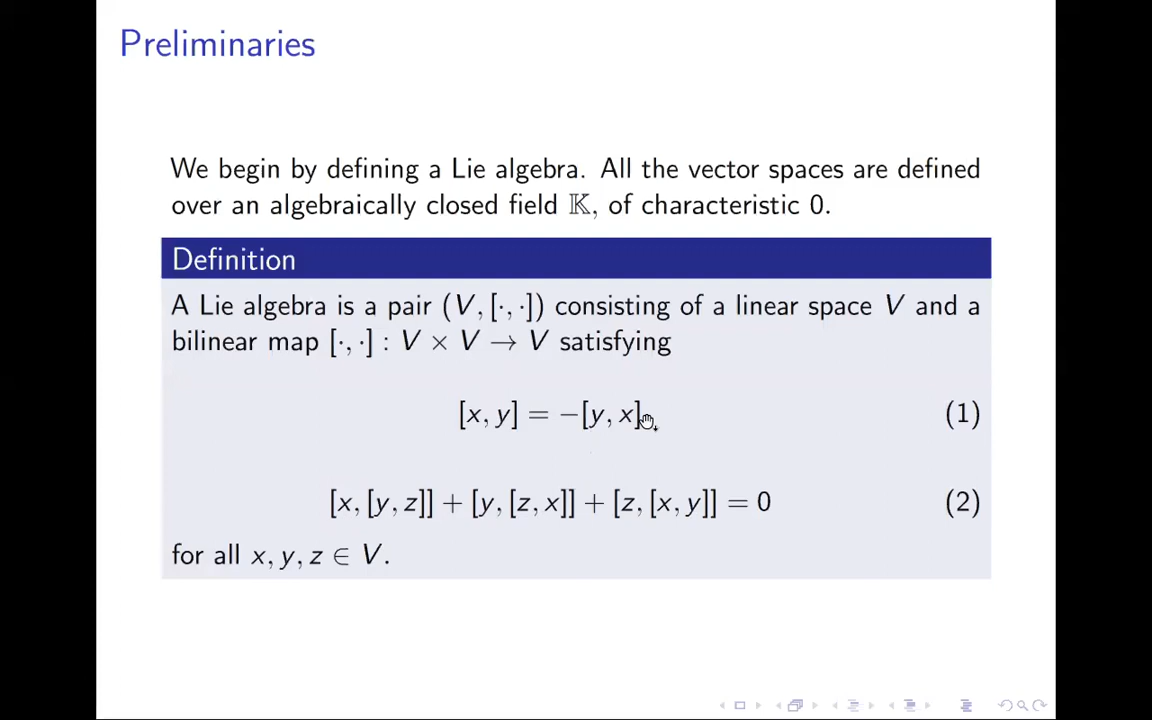 Preliminaries
We begin by defining a Lie algebra. All the vector spaces are defined
over an algebraically closed field 𝕂, of characteristic 0.
Definition
A Lie algebra is a pair (V, [·, ·]) consisting of a linear space V and a
bilinear map [·, ·] : V × V → V satisfying
[x, y] = −[y, x] (1)
[x, [y, z]] + [y, [z, x]] + [z, [x, y]] = 0 (2)
for all x, y, z ∈ V.